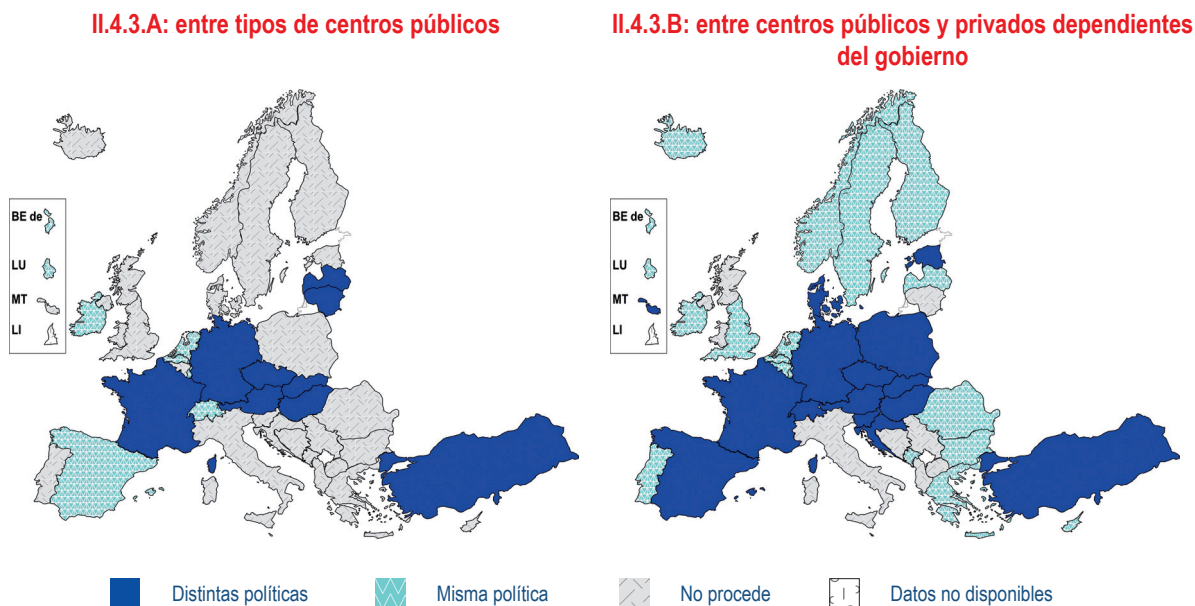 II.4.3.A: entre tipos de centros públicos
II.4.3.B: entre centros públicos y privados dependientes
del gobierno
BE de
LU
MT
LI
BE de
LU
MT
LI
Distintas políticas
Misma política
No procede
Datos no disponibles